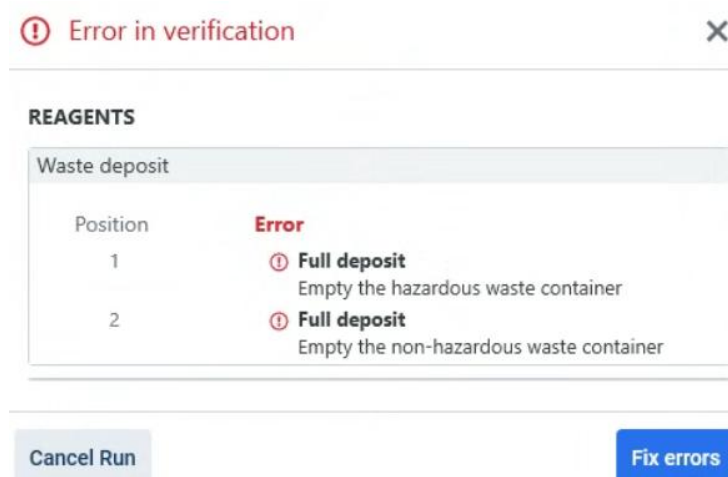 Error in verification
REAGENTS
Waste deposit
Position Error
1 Full deposit
Empty the hazardous waste container
2 Full deposit
Empty the non-hazardous waste container
Cancel Run Fix errors